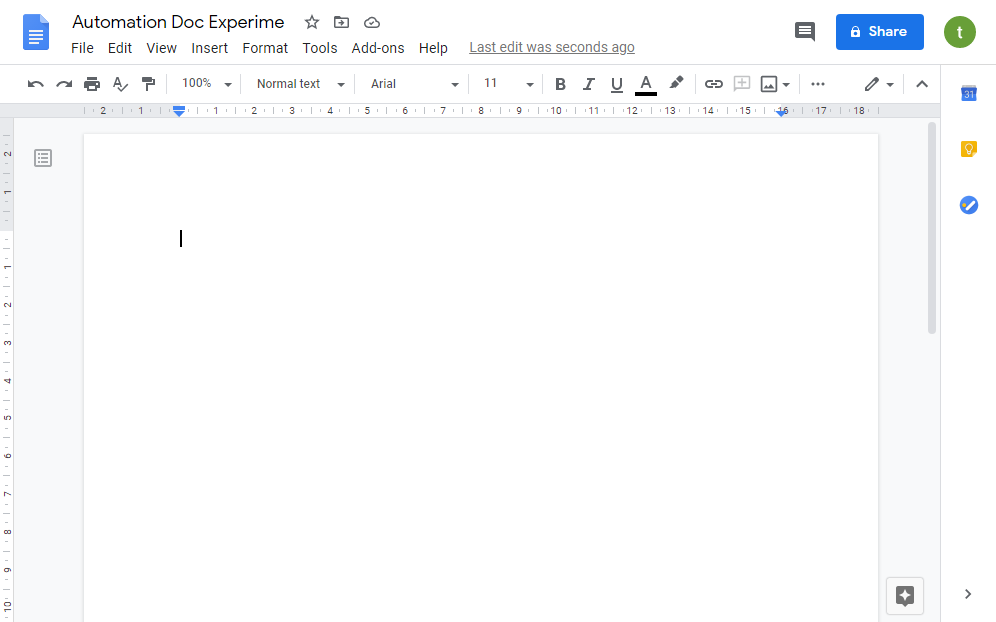 Automation Doc Experime
File Edit View Insert Format Tools Add-ons Help Last edit was seconds ago
Share
t
100% Normal text Arial 11 B I U A
2 1 1 2 3 4 5 6 7 8 9 10 11 12 13 14 15 16 17 18
31
2
1
1
2
3
4
5
6
7
8
9
10